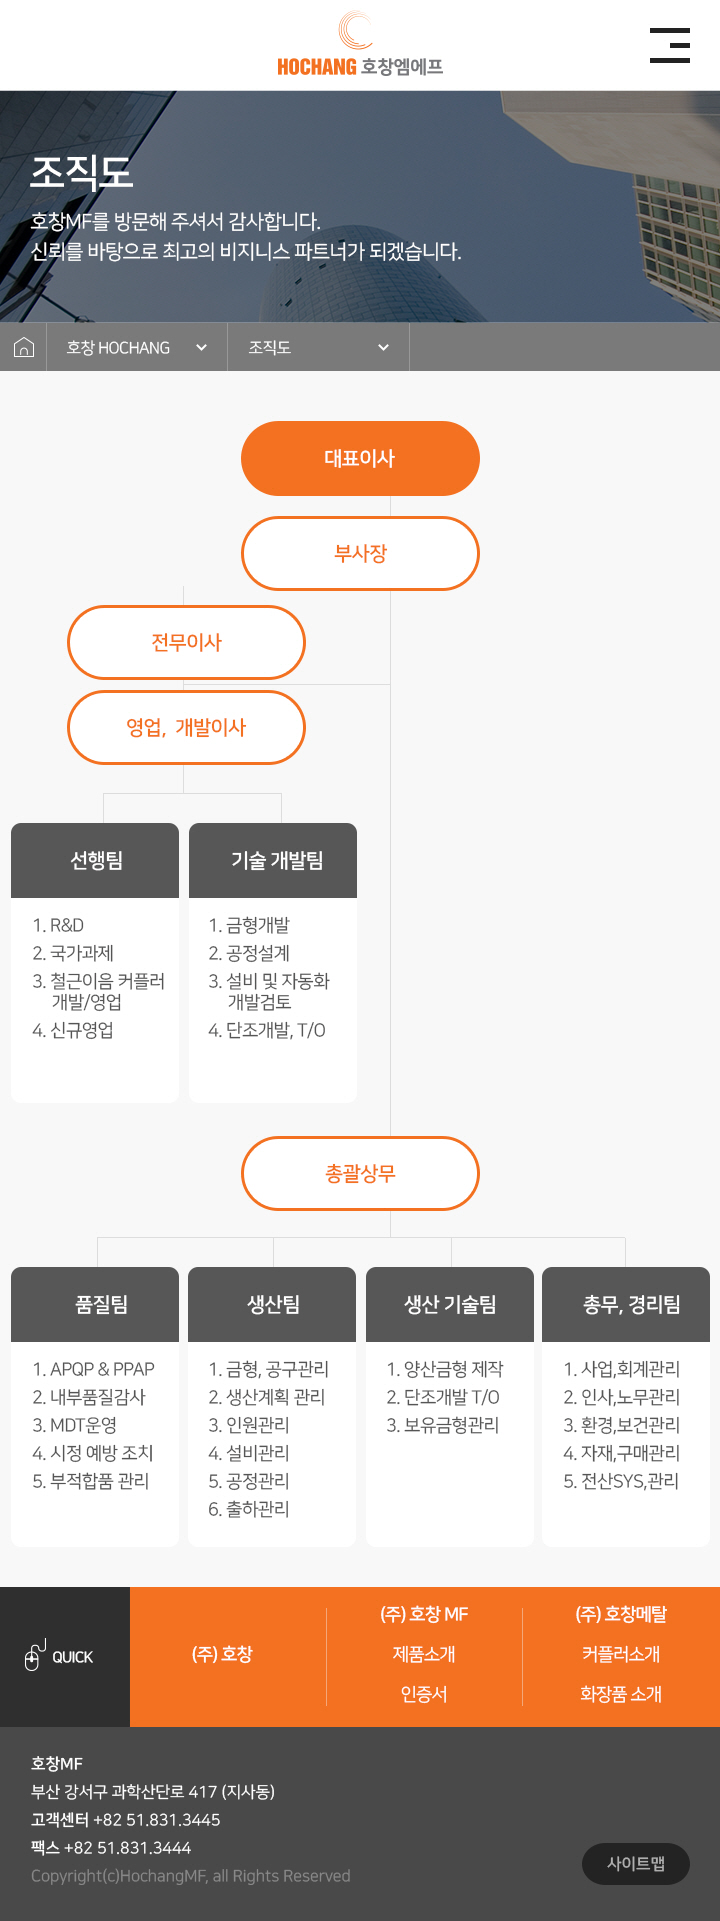 HOCHANG 호창엠에프
조직도
호창MF를 방문해 주셔서 감사합니다.
신뢰를 바탕으로 최고의 비지니스 파트너가 되겠습니다.
호창 HOCHANG
조직도
대표이사
부사장
전무이사
영업, 개발이사
선행팀
1. R&D
2. 국가과제
3. 철근이음 커플러
개발/영업
4. 신규영업
기술 개발팀
1. 금형개발
2. 공정설계
3. 설비 및 자동화
개발검토
4. 단조개발, T/O
총괄상무
품질팀
1. APQP & PPAP
2. 내부품질감사
3. MDT운영
4. 시정 예방 조치
5. 부적합품 관리
생산팀
1. 금형, 공구관리
2. 생산계획 관리
3. 인원관리
4. 설비관리
5. 공정관리
6. 출하관리
생산 기술팀
1. 양산금형 제작
2. 단조개발 T/O
3. 보유금형관리
총무, 경리팀
1. 사업,회계관리
2. 인사,노무관리
3. 환경,보건관리
4. 자재,구매관리
5. 전산SYS,관리
QUICK
(주) 호창
(주) 호창 MF
제품소개
인증서
(주) 호창메탈
커플러소개
화장품 소개
호창MF
부산 강서구 과학산단로 417 (지사동)
고객센터 +82 51.831.3445
팩스 +82 51.831.3444
Copyright(c)HochangMF, all Rights Reserved
사이트맵